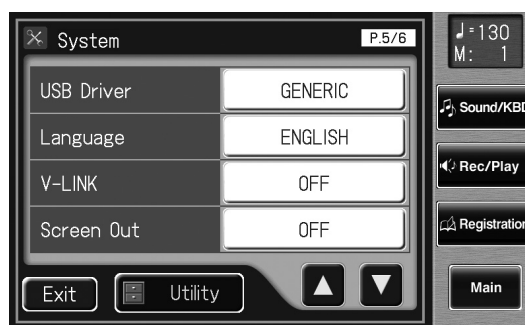 System P.5/6
♩=130
M: 1
USB Driver GENERIC
Language ENGLISH
V-LINK OFF
Screen Out OFF
Exit Utility
Sound/KBD
Rec/Play
Registration
Main